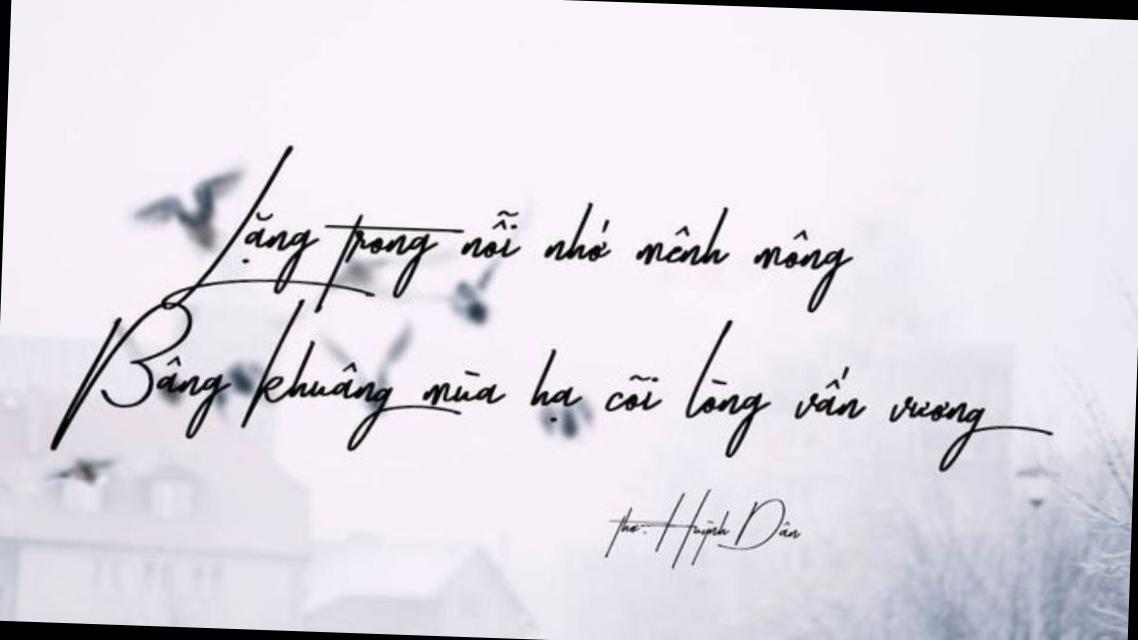 Lặng trong nỗi nhớ mênh mông
Bâng khuâng mùa hạ cõi lòng vấn vương
thơ: Huỳnh Dân